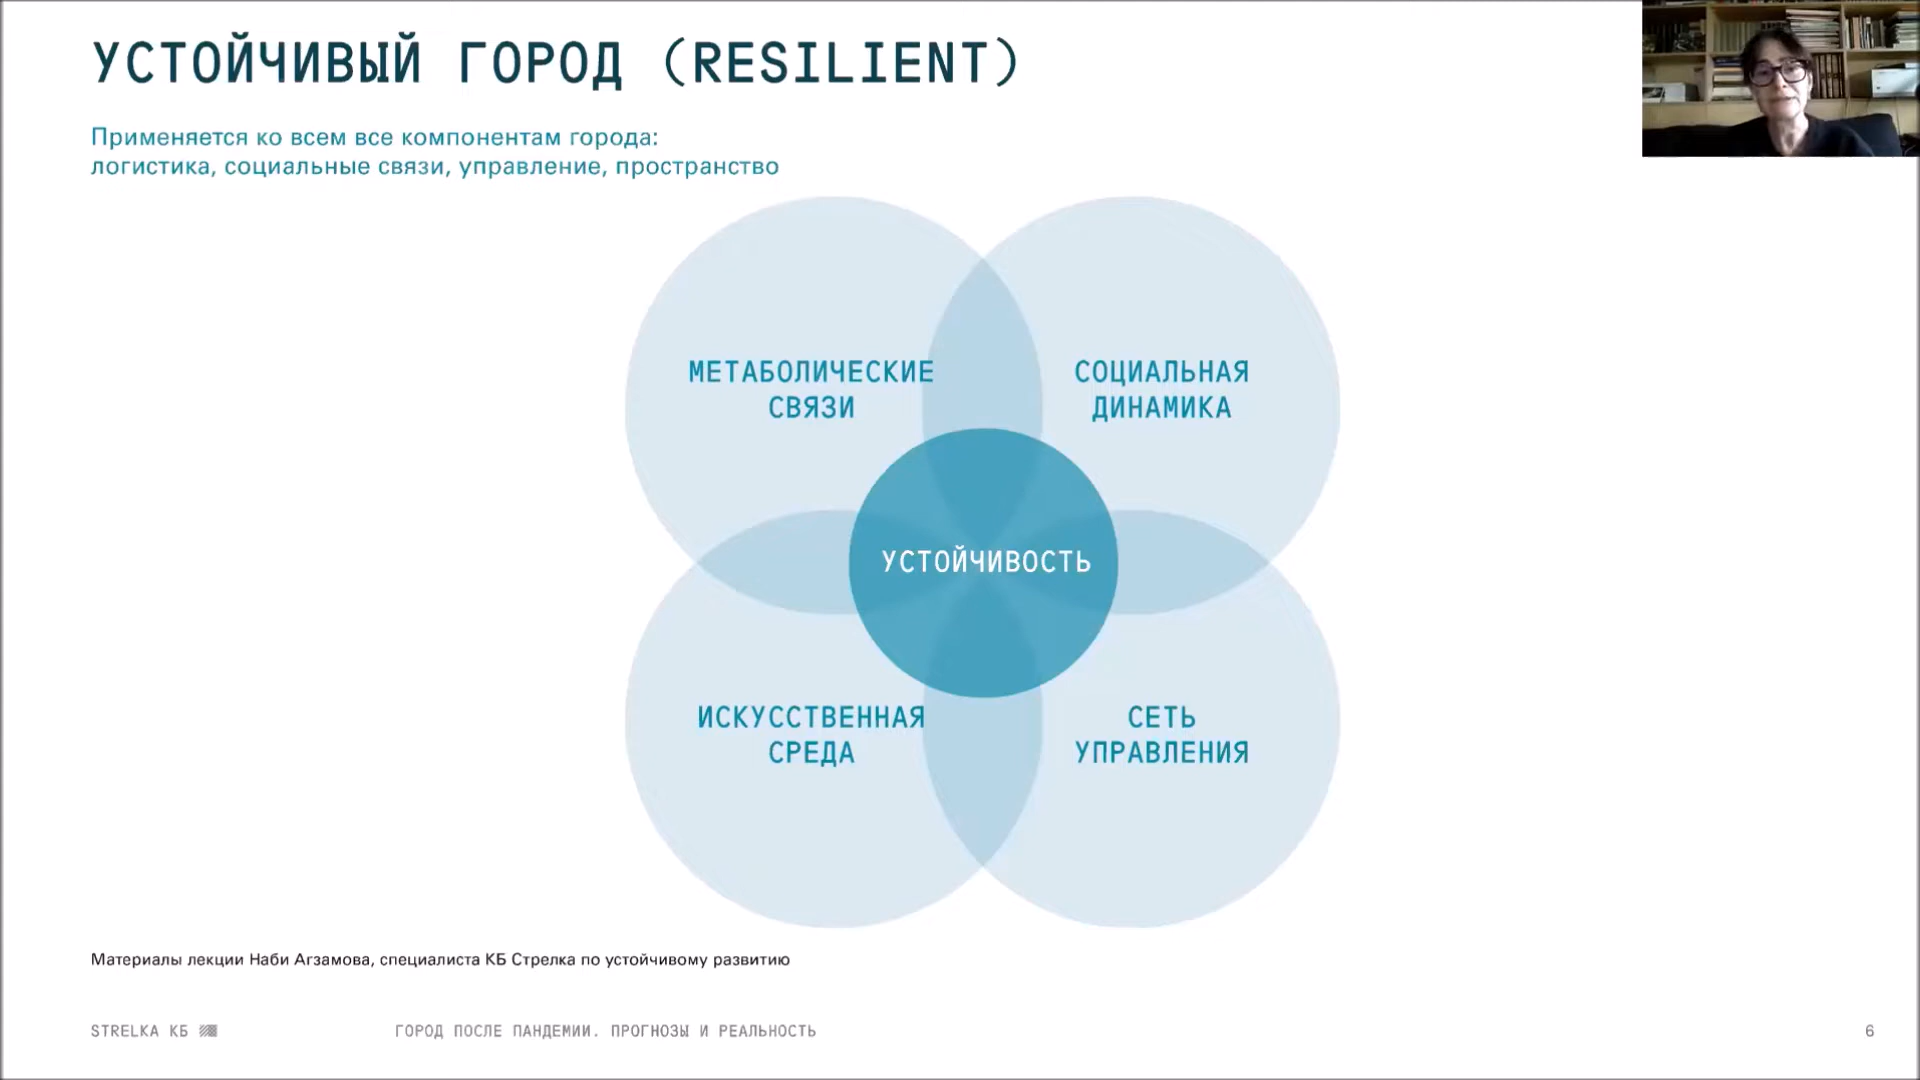 УСТОЙЧИВЫЙ ГОРОД (RESILIENT)
Применяется ко всем все компонентам города:
логистика, социальные связи, управление, пространство
МЕТАБОЛИЧЕСКИЕ
СВЯЗИ
СОЦИАЛЬНАЯ
ДИНАМИКА
УСТОЙЧИВОСТЬ
ИСКУССТВЕННАЯ
СРЕДА
СЕТЬ
УПРАВЛЕНИЯ
Материалы лекции Наби Агзамова, специалиста КБ Стрелка по устойчивому развитию
STRELKA КБ
ГОРОД ПОСЛЕ ПАНДЕМИИ. ПРОГНОЗЫ И РЕАЛЬНОСТЬ
6